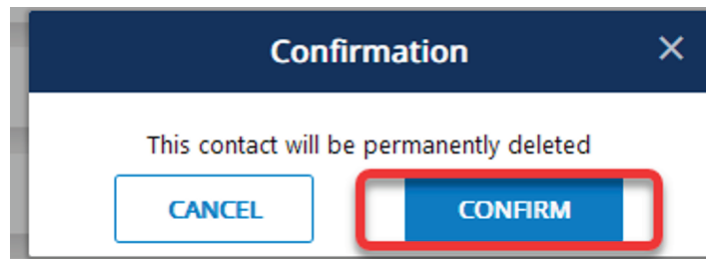 Confirmation
This contact will be permanently deleted
CANCEL CONFIRM